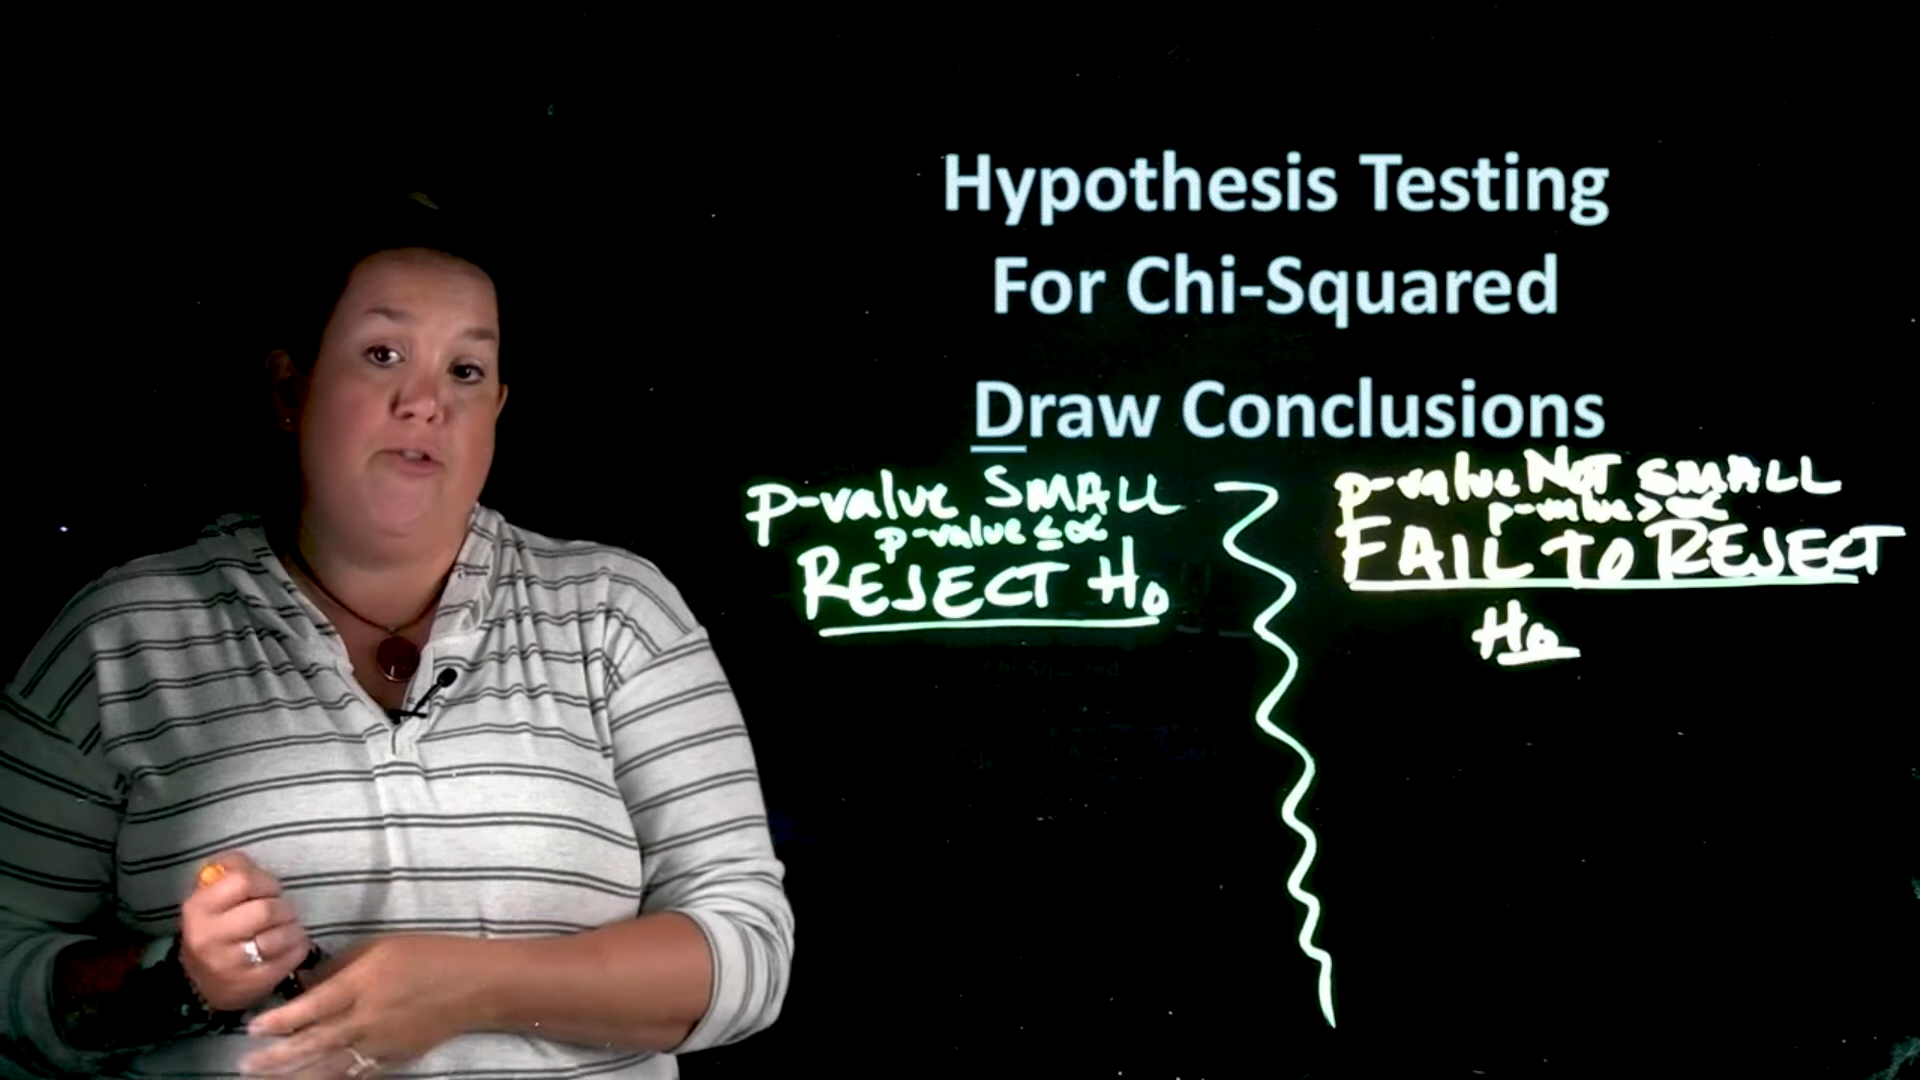 Hypothesis Testing
For Chi-Squared
Draw Conclusions
p-value SMALL
p-value ≤ α
REJECT H₀
p-value NOT SMALL
p-value > α
FAIL TO REJECT
H₀